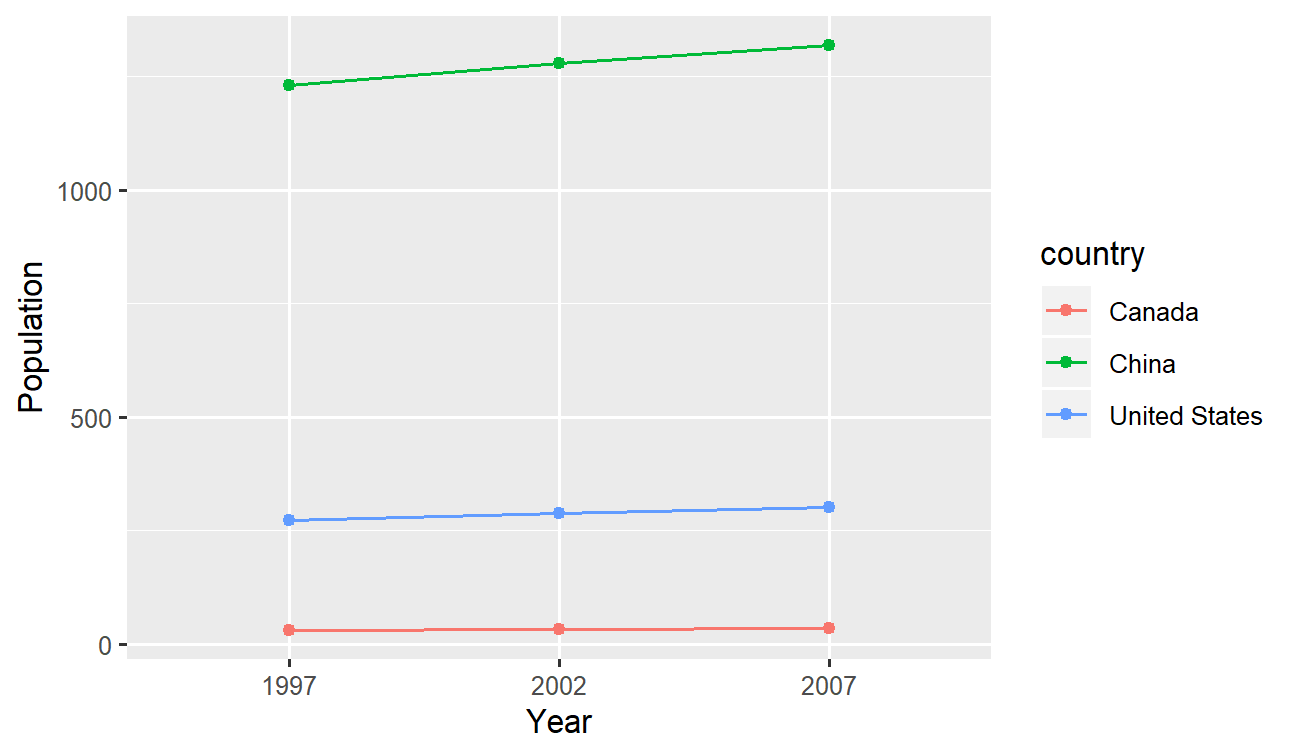 Population
1000
500
0
1997 2002 2007
Year
country
Canada
China
United States